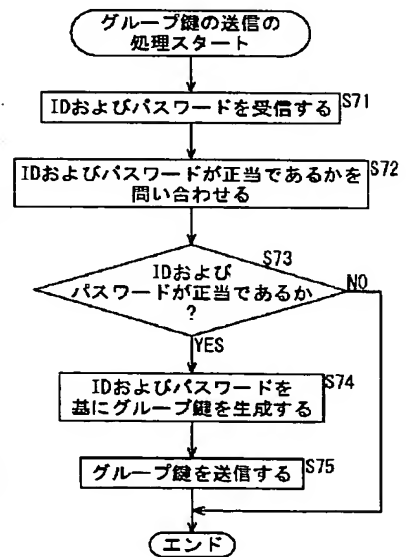 グループ鍵の送信の
処理スタート
IDおよびパスワードを受信する
S71
IDおよびパスワードが正当であるかを
問い合わせる
S72
S73
IDおよび
パスワードが正当であるか
?
NO
YES
IDおよびパスワードを
基にグループ鍵を生成する
S74
グループ鍵を送信する
S75
エンド